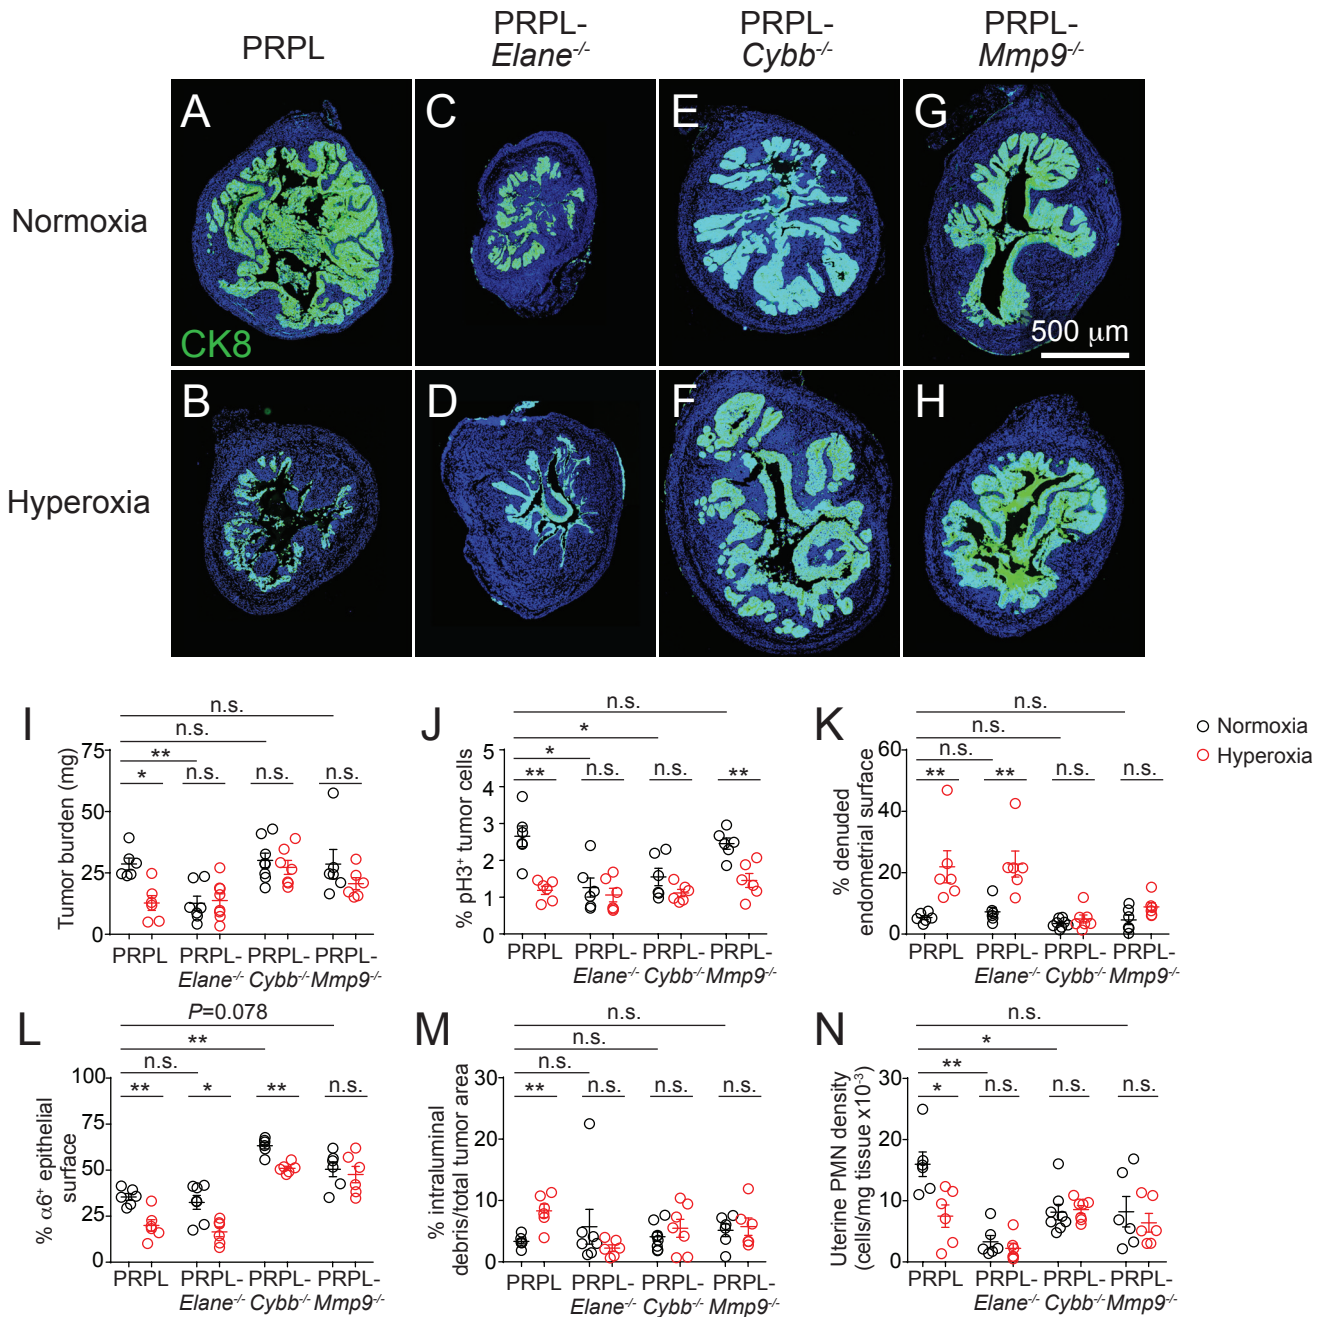 PRPL
PRPL-
Elane-/-
PRPL-
Cybb-/-
PRPL-
Mmp9-/-
Normoxia
A
CK8
C
E
G
500 μm
Hyperoxia
B
D
F
H
I
n.s.
n.s.
**
*
n.s.
n.s.
n.s.
Tumor burden (mg)
75
50
25
0
PRPL
PRPL-
Elane-/-
PRPL-
Cybb-/-
PRPL-
Mmp9-/-
J
n.s.
*
*
**
n.s.
n.s.
**
% pH3+ tumor cells
5
4
3
2
1
0
PRPL
PRPL-
Elane-/-
PRPL-
Cybb-/-
PRPL-
Mmp9-/-
K
n.s.
n.s.
n.s.
**
**
n.s.
n.s.
% denuded
endometrial surface
60
40
20
0
PRPL
PRPL-
Elane-/-
PRPL-
Cybb-/-
PRPL-
Mmp9-/-
Normoxia
Hyperoxia
L
P=0.078
**
n.s.
**
*
**
n.s.
% α6+ epithelial
surface
100
75
50
25
0
PRPL
PRPL-
Elane-/-
PRPL-
Cybb-/-
PRPL-
Mmp9-/-
M
n.s.
n.s.
n.s.
**
n.s.
n.s.
n.s.
% intraluminal
debris/total tumor area
30
20
10
0
PRPL
PRPL-
Elane-/-
PRPL-
Cybb-/-
PRPL-
Mmp9-/-
N
n.s.
*
**
*
n.s.
n.s.
n.s.
Uterine PMN density
(cells/mg tissue x10-3)
30
20
10
0
PRPL
PRPL-
Elane-/-
PRPL-
Cybb-/-
PRPL-
Mmp9-/-